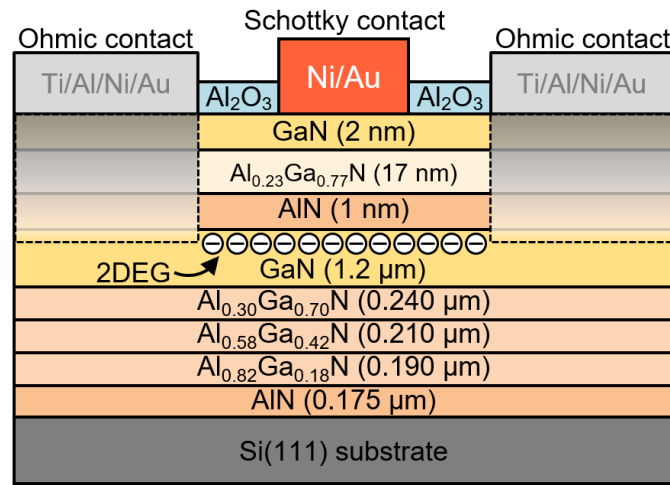 Schottky contact
Ohmic contact
Ohmic contact
Ti/Al/Ni/Au
Al₂O₃
Ni/Au
Al₂O₃
Ti/Al/Ni/Au
GaN (2 nm)
Al₀.₂₃Ga₀.₇₇N (17 nm)
AlN (1 nm)
2DEG
GaN (1.2 µm)
Al₀.₃₀Ga₀.₇₀N (0.240 µm)
Al₀.₅₈Ga₀.₄₂N (0.210 µm)
Al₀.₈₂Ga₀.₁₈N (0.190 µm)
AlN (0.175 µm)
Si(111) substrate